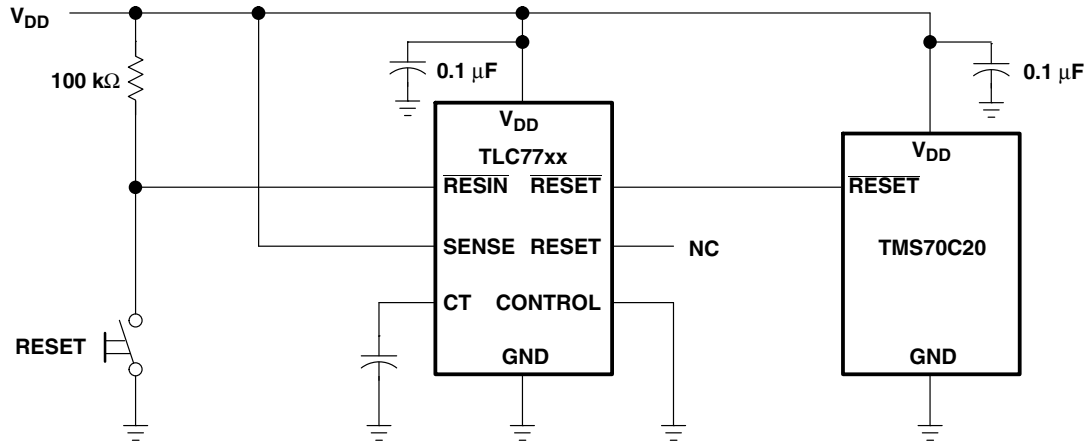 VDD
100 kΩ
0.1 μF
0.1 μF
VDD
TLC77xx
RESIN RESET
SENSE RESET
CT CONTROL
GND
NC
VDD
RESET
TMS70C20
GND
RESET